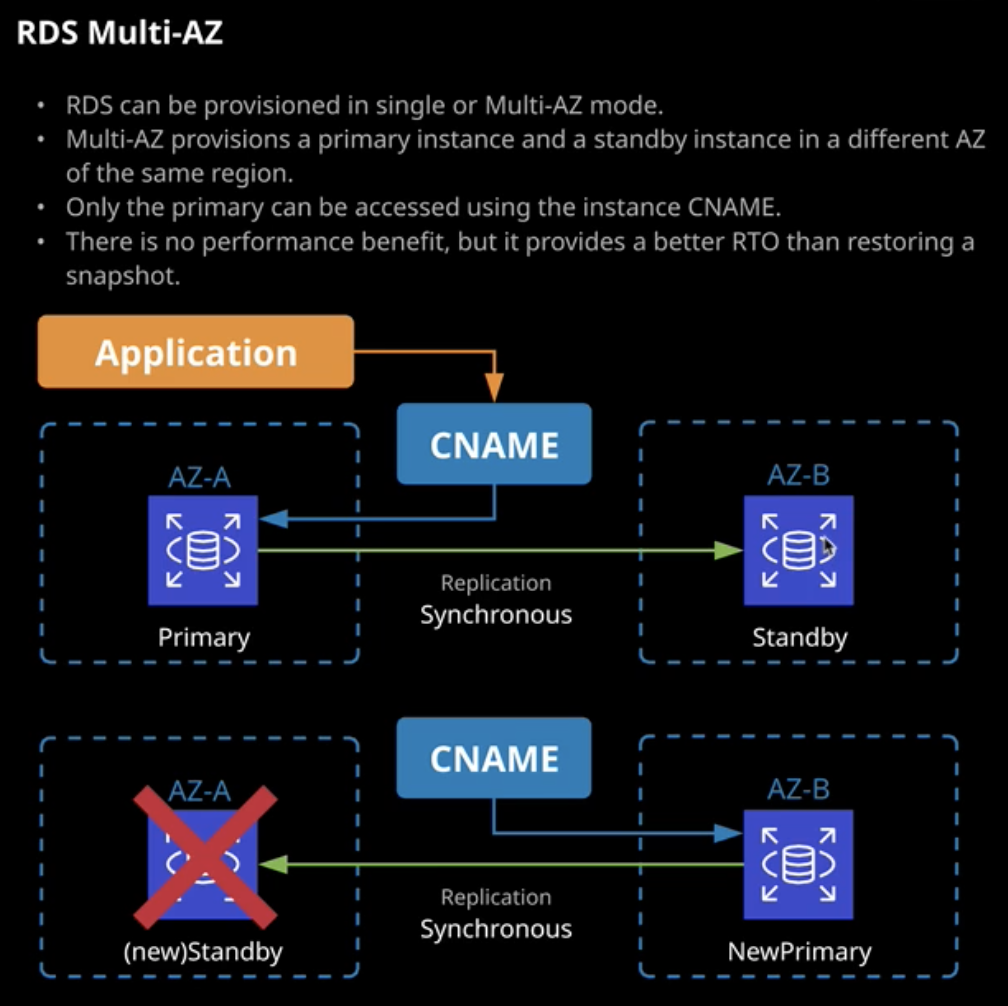 RDS Multi-AZ
• RDS can be provisioned in single or Multi-AZ mode.
• Multi-AZ provisions a primary instance and a standby instance in a different AZ
of the same region.
• Only the primary can be accessed using the instance CNAME.
• There is no performance benefit, but it provides a better RTO than restoring a
snapshot.
Application
CNAME
AZ-A
AZ-B
Replication
Synchronous
Primary
Standby
CNAME
AZ-A
AZ-B
Replication
Synchronous
(new)Standby
NewPrimary